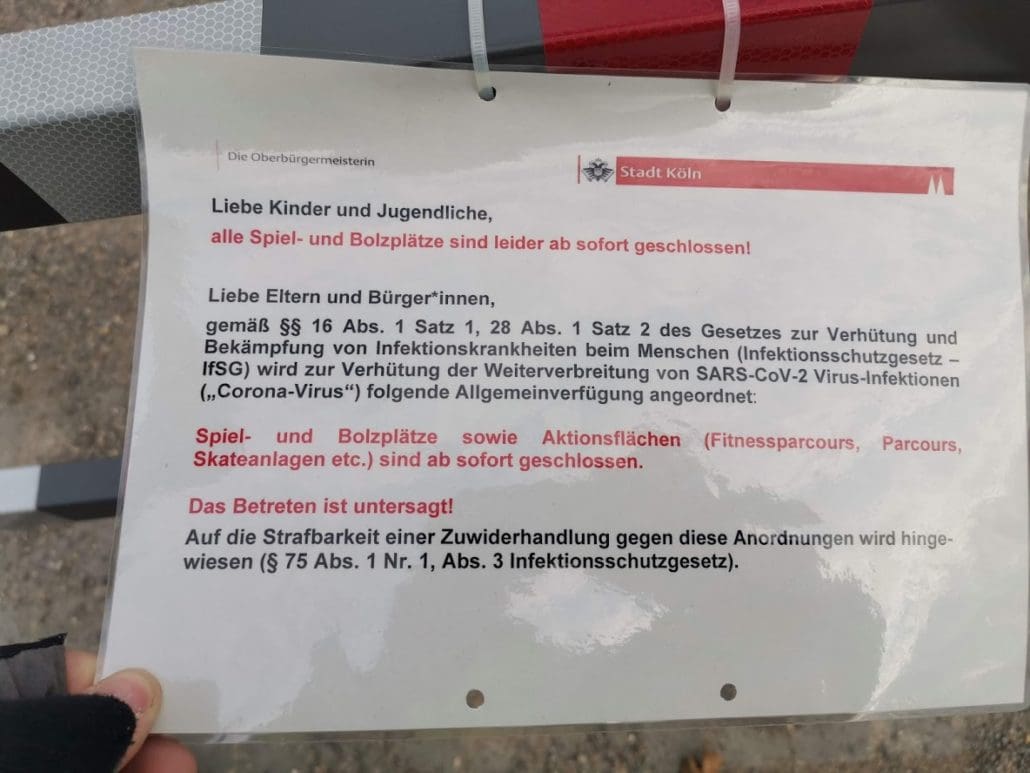 Die Oberbürgermeisterin
Stadt Köln
Liebe Kinder und Jugendliche,
alle Spiel- und Bolzplätze sind leider ab sofort geschlossen!
Liebe Eltern und Bürger*innen,
gemäß §§ 16 Abs. 1 Satz 1, 28 Abs. 1 Satz 2 des Gesetzes zur Verhütung und
Bekämpfung von Infektionskrankheiten beim Menschen (Infektionsschutzgesetz –
IfSG) wird zur Verhütung der Weiterverbreitung von SARS-CoV-2 Virus-Infektionen
(„Corona-Virus“) folgende Allgemeinverfügung angeordnet:
Spiel- und Bolzplätze sowie Aktionsflächen (Fitnessparcours, Parcours,
Skateanlagen etc.) sind ab sofort geschlossen.
Das Betreten ist untersagt!
Auf die Strafbarkeit einer Zuwiderhandlung gegen diese Anordnungen wird hinge-
wiesen (§ 75 Abs. 1 Nr. 1, Abs. 3 Infektionsschutzgesetz).